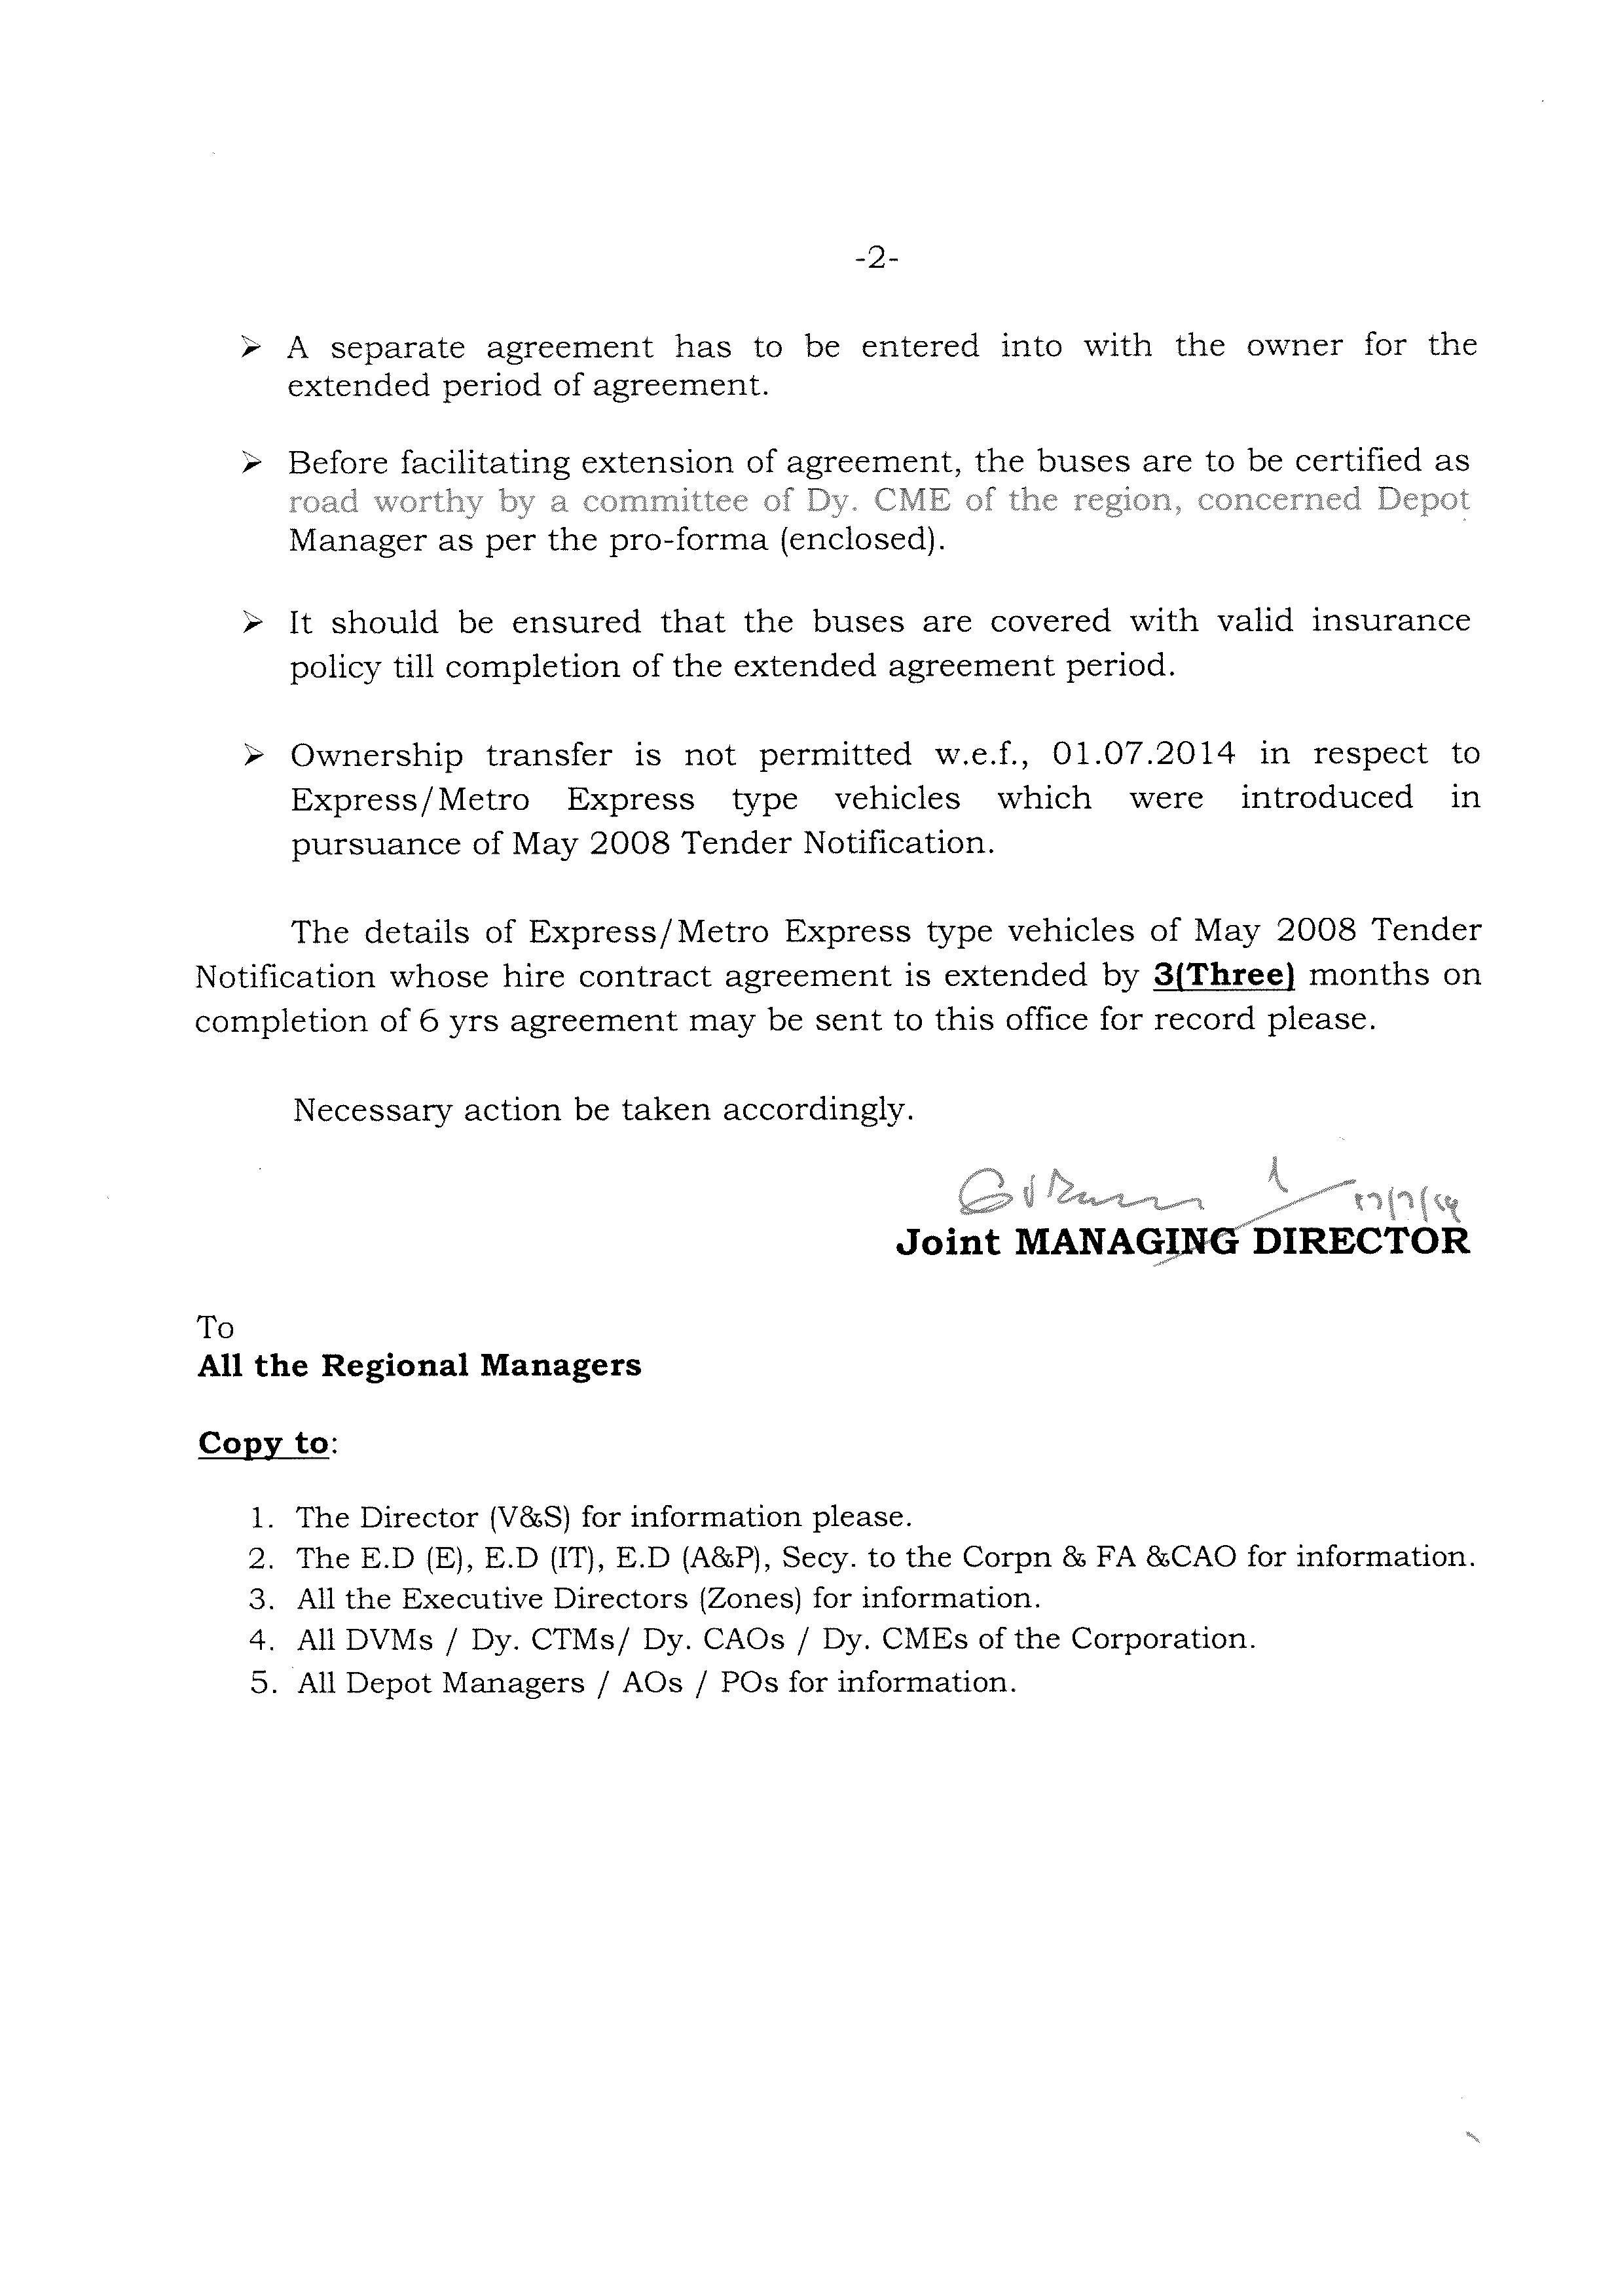 -2-
➢ A separate agreement has to be entered into with the owner for the
extended period of agreement.
➢ Before facilitating extension of agreement, the buses are to be certified as
road worthy by a committee of Dy. CME of the region, concerned Depot
Manager as per the pro-forma (enclosed).
➢ It should be ensured that the buses are covered with valid insurance
policy till completion of the extended agreement period.
➢ Ownership transfer is not permitted w.e.f., 01.07.2014 in respect to
Express/Metro Express type vehicles which were introduced in
pursuance of May 2008 Tender Notification.
The details of Express/Metro Express type vehicles of May 2008 Tender
Notification whose hire contract agreement is extended by 3(Three) months on
completion of 6 yrs agreement may be sent to this office for record please.
Necessary action be taken accordingly.
Joint MANAGING DIRECTOR
To
All the Regional Managers
Copy to:
1. The Director (V&S) for information please.
2. The E.D (E), E.D (IT), E.D (A&P), Secy. to the Corpn & FA &CAO for information.
3. All the Executive Directors (Zones) for information.
4. All DVMs / Dy. CTMs/ Dy. CAOs / Dy. CMEs of the Corporation.
5. All Depot Managers / AOs / POs for information.